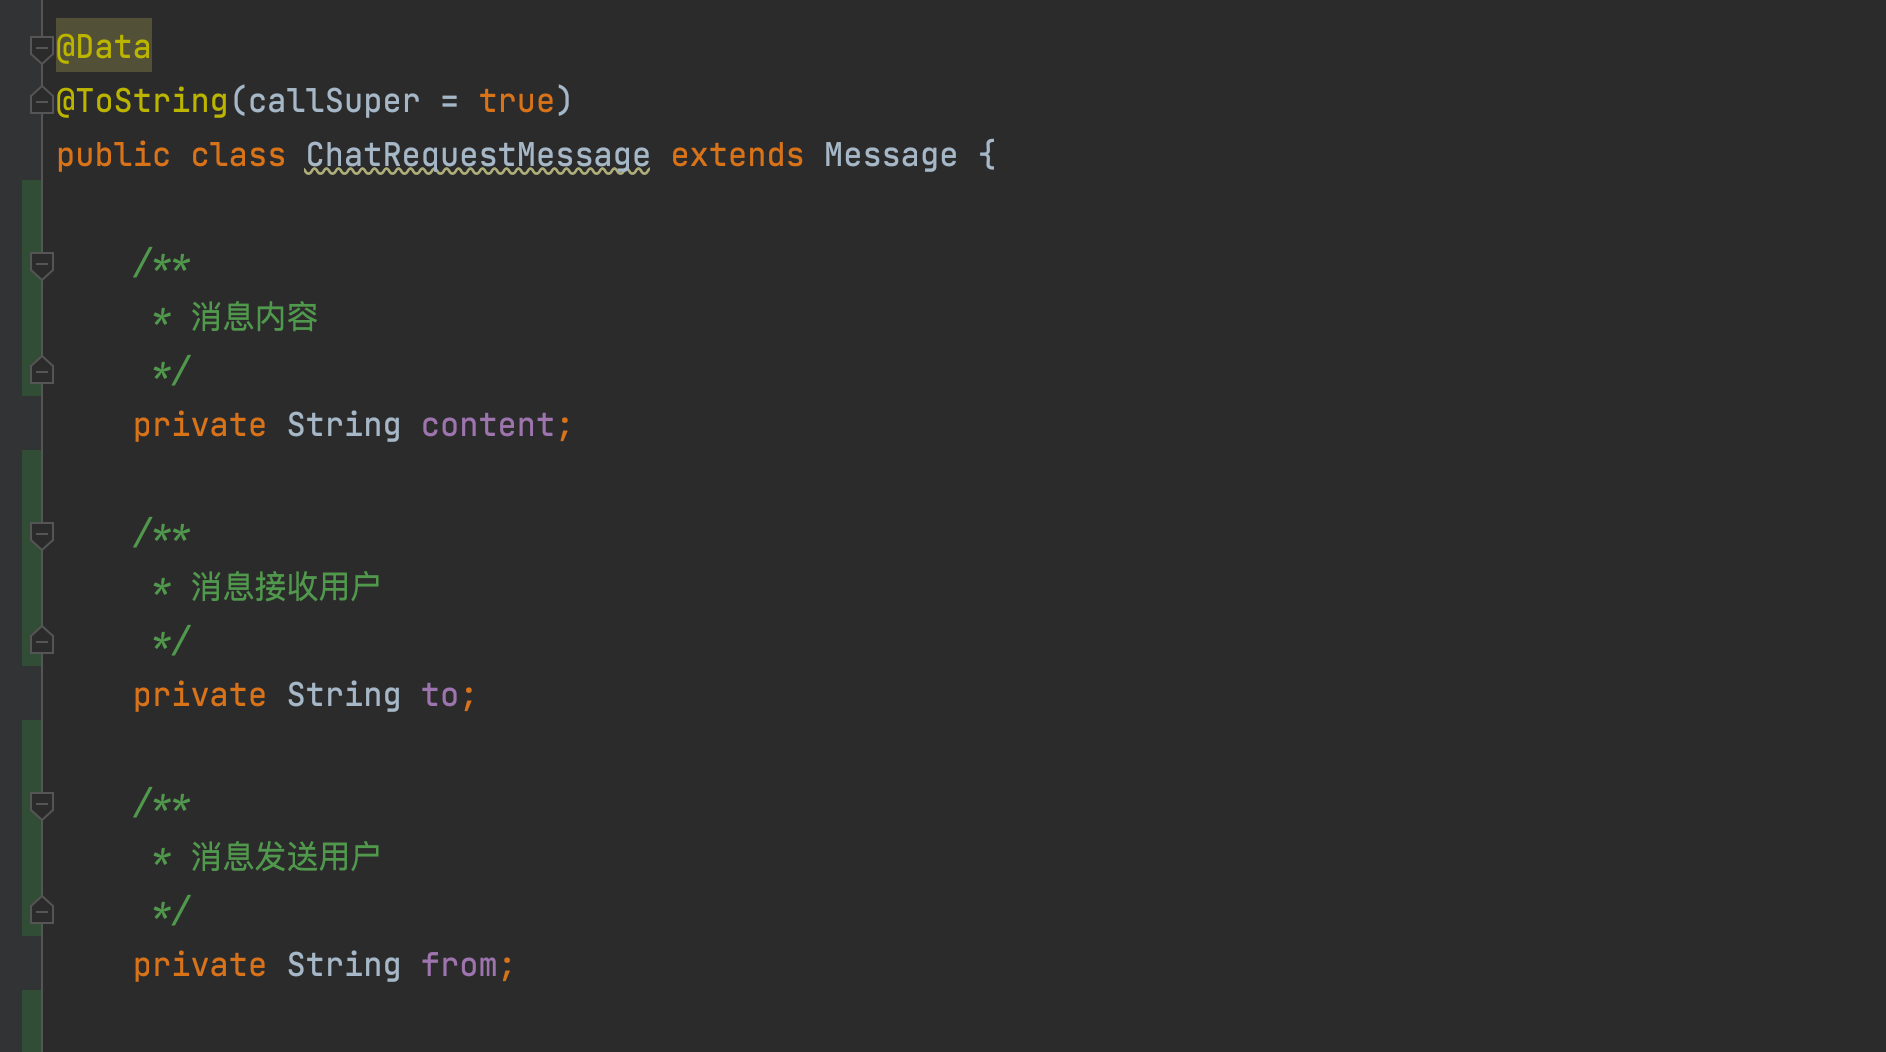 @Data
@ToString(callSuper = true)
public class ChatRequestMessage extends Message {
/**
* 消息内容
*/
private String content;
/**
* 消息接收用户
*/
private String to;
/**
* 消息发送用户
*/
private String from;